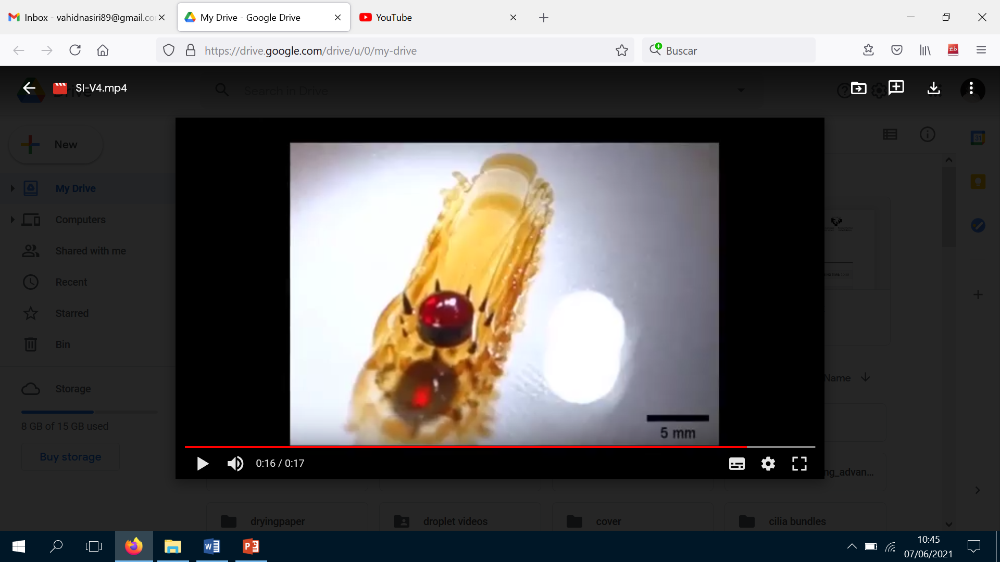 Inbox - vahidnasiri89@gmail.co
My Drive - Google Drive
YouTube
https://drive.google.com/drive/u/0/my-drive
Buscar
SI-V4.mp4
Drive
Search in Drive
New
My Drive
Computers
Shared with me
Recent
Starred
Bin
Storage
8 GB of 15 GB used
Buy storage
31
5 mm
0:16 / 0:17
Name
ng_advan...
dryingpaper
droplet videos
cover
cilia bundles
10:45
07/06/2021